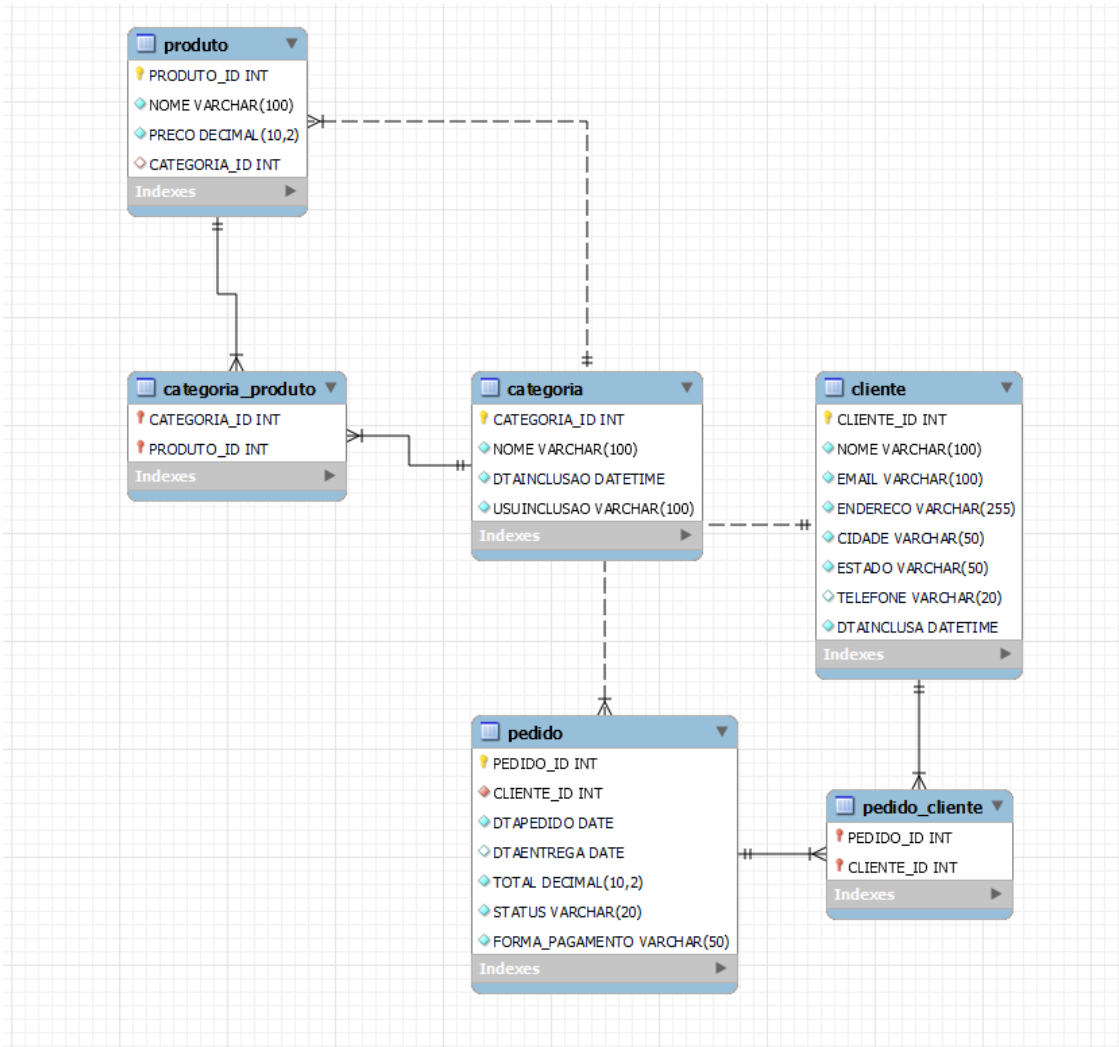 produto
PRODUTO_ID INT
NOME VARCHAR(100)
PRECO DECIMAL(10,2)
CATEGORIA_ID INT
Indexes
categoria_produto
CATEGORIA_ID INT
PRODUTO_ID INT
Indexes
categoria
CATEGORIA_ID INT
NOME VARCHAR(100)
DTAINCLUSAO DATETIME
USUINCLUSAO VARCHAR(100)
Indexes
cliente
CLIENTE_ID INT
NOME VARCHAR(100)
EMAIL VARCHAR(100)
ENDERECO VARCHAR(255)
CIDADE VARCHAR(50)
ESTADO VARCHAR(50)
TELEFONE VARCHAR(20)
DTAINCLUSA DATETIME
Indexes
pedido
PEDIDO_ID INT
CLIENTE_ID INT
DTAPEDIDO DATE
DTAENTREGA DATE
TOTAL DECIMAL(10,2)
STATUS VARCHAR(20)
FORMA_PAGAMENTO VARCHAR(50)
Indexes
pedido_cliente
PEDIDO_ID INT
CLIENTE_ID INT
Indexes